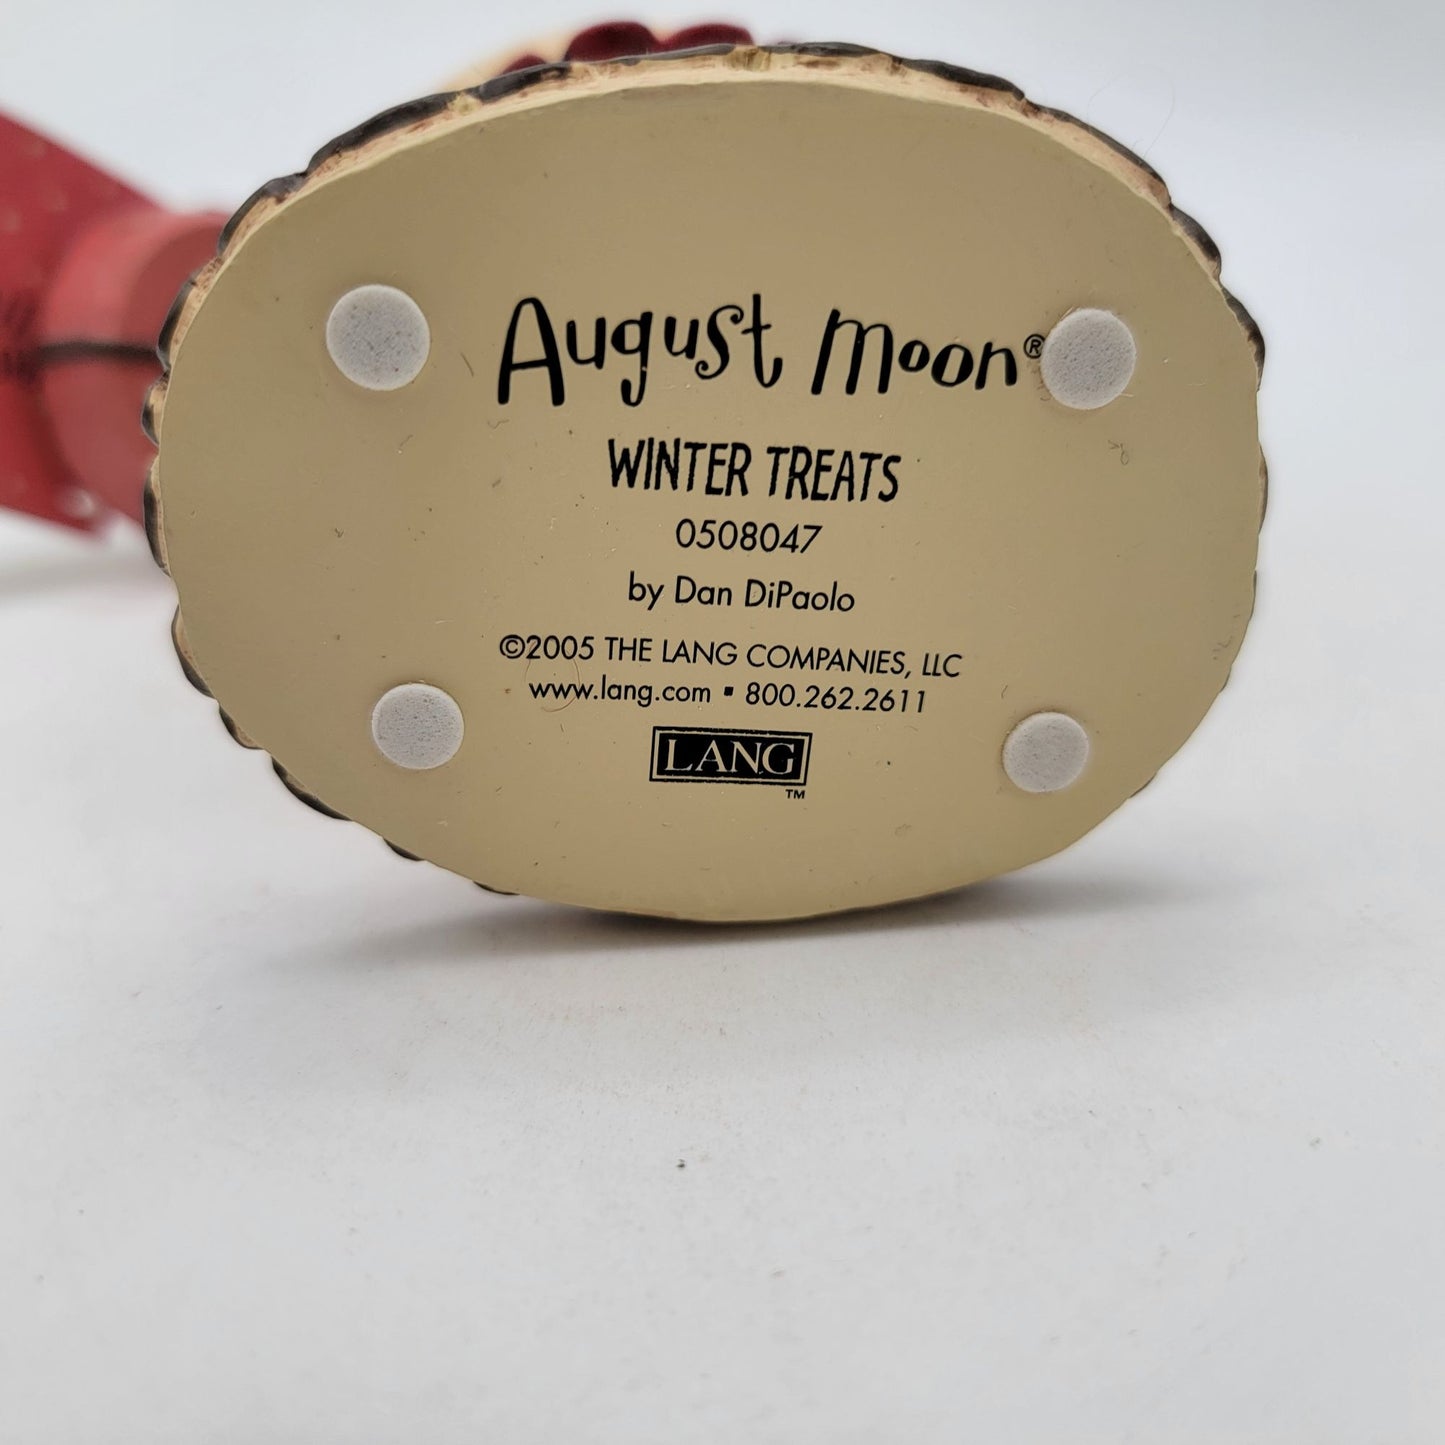 August Moon®
WINTER TREATS
0508047
by Dan DiPaolo
©2005 THE LANG COMPANIES, LLC
www.lang.com ▪ 800.262.2611
LANG
TM